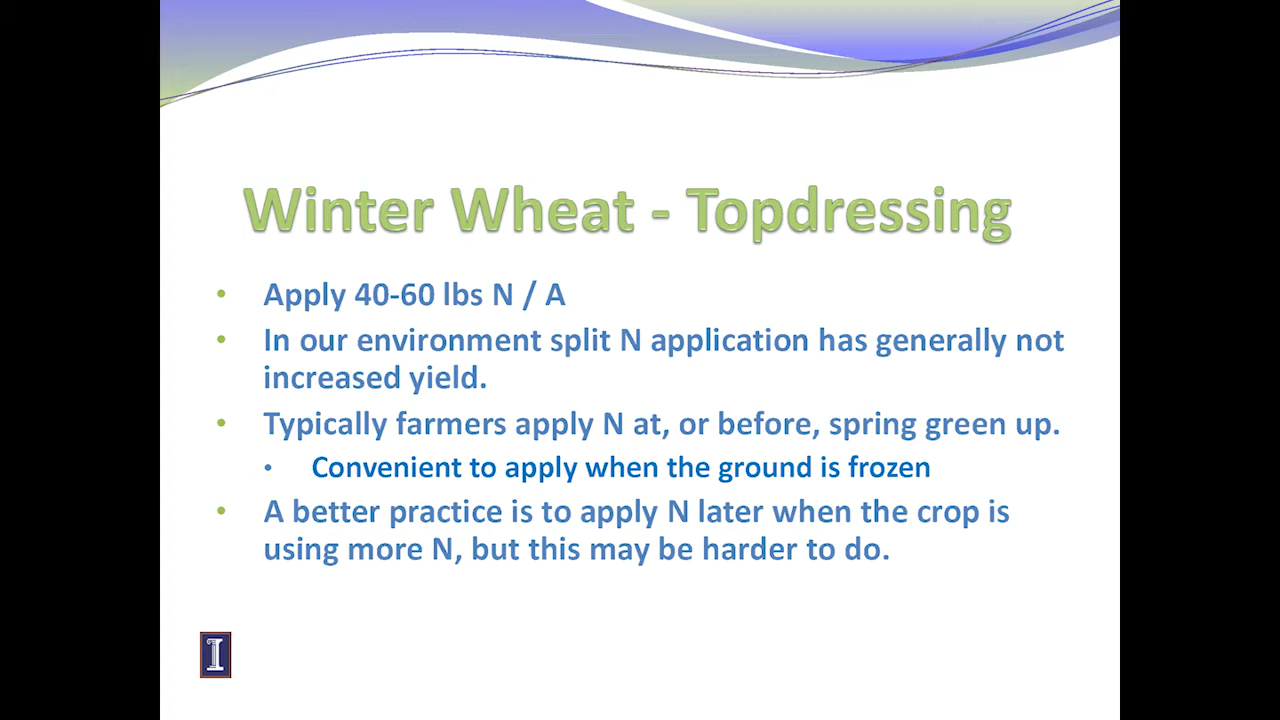 Winter Wheat - Topdressing
• Apply 40-60 lbs N / A
• In our environment split N application has generally not
increased yield.
• Typically farmers apply N at, or before, spring green up.
• Convenient to apply when the ground is frozen
• A better practice is to apply N later when the crop is
using more N, but this may be harder to do.
I